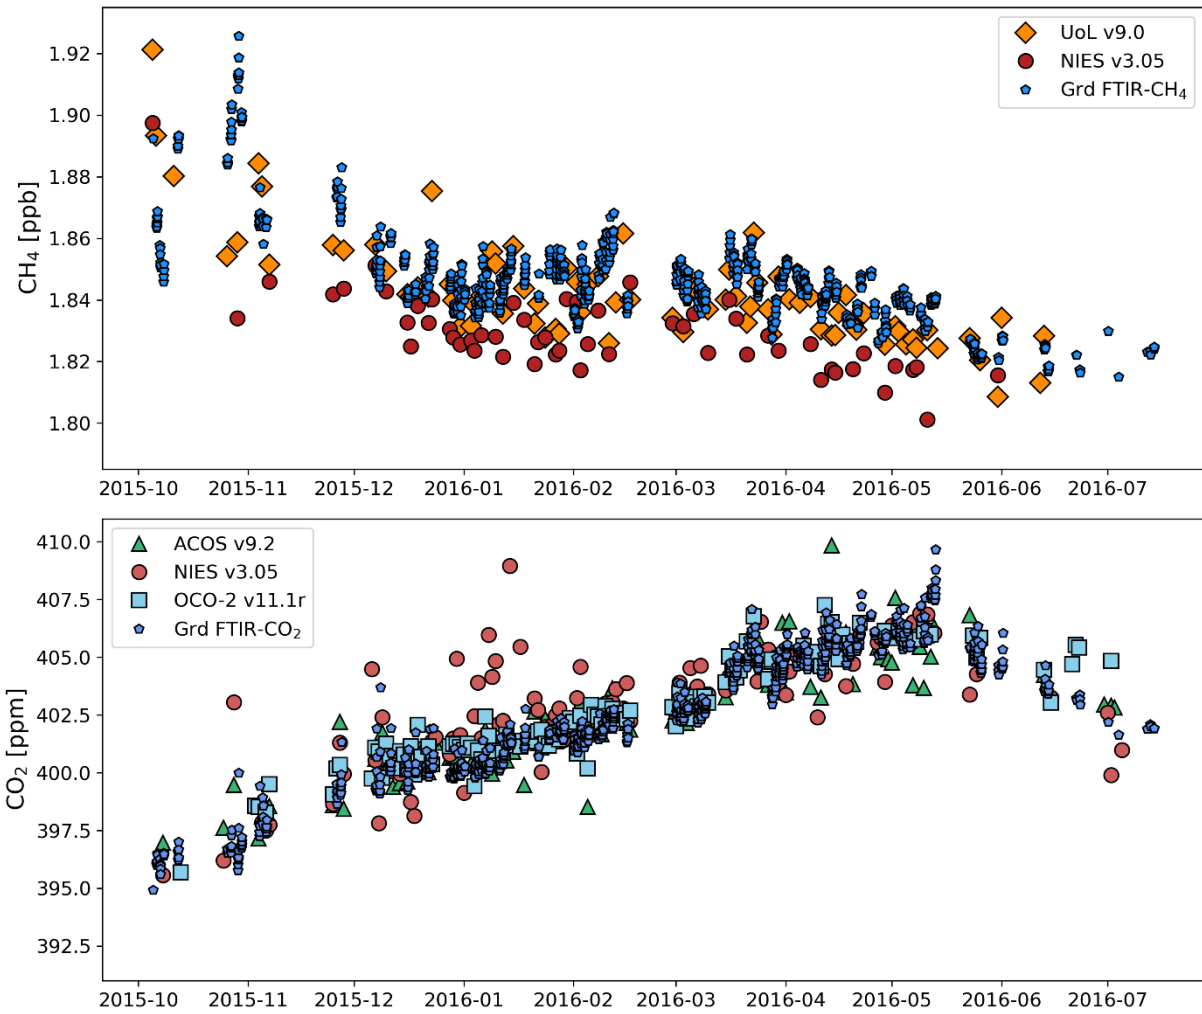 1.92
1.90
1.88
1.86
1.84
1.82
1.80
CH₄ [ppb]
UoL v9.0
NIES v3.05
Grd FTIR-CH₄
2015-10 2015-11 2015-12 2016-01 2016-02 2016-03 2016-04 2016-05 2016-06 2016-07
410.0
407.5
405.0
402.5
400.0
397.5
395.0
392.5
CO₂ [ppm]
ACOS v9.2
NIES v3.05
OCO-2 v11.1r
Grd FTIR-CO₂
2015-10 2015-11 2015-12 2016-01 2016-02 2016-03 2016-04 2016-05 2016-06 2016-07